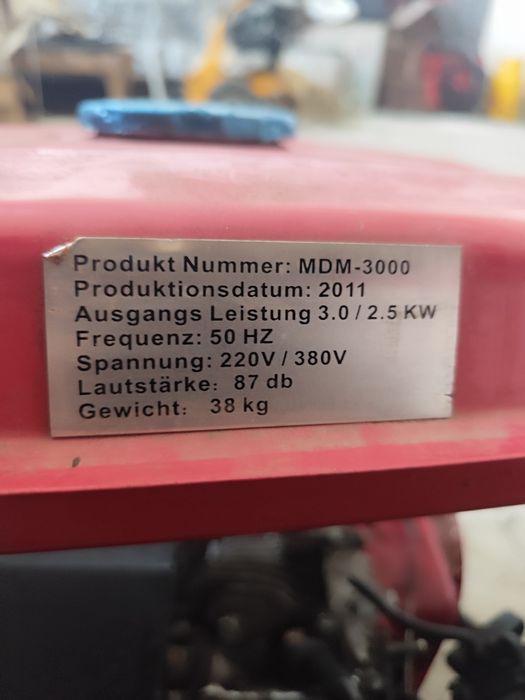 Produkt Nummer: MDM-3000
Produktionsdatum: 2011
Ausgangs Leistung 3.0 / 2.5 KW
Frequenz: 50 HZ
Spannung: 220V / 380V
Lautstärke: 87 db
Gewicht: 38 kg